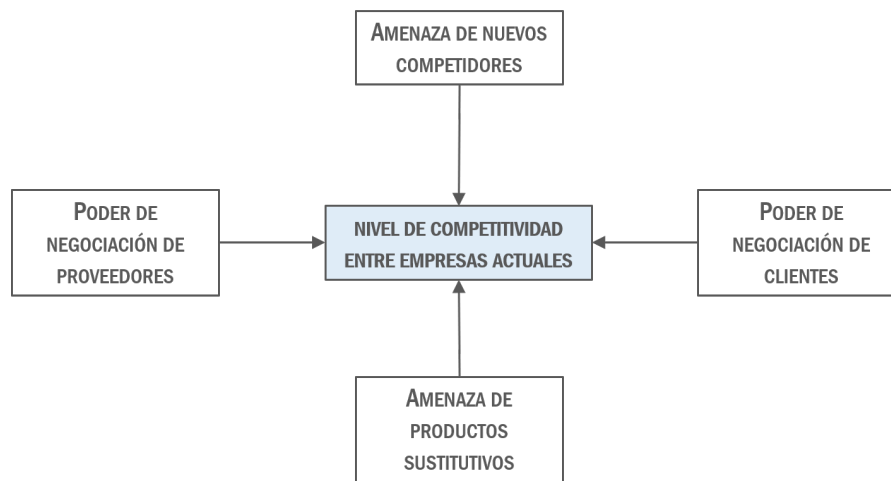 AMENAZA DE NUEVOS
COMPETIDORES
PODER DE
NEGOCIACIÓN DE
PROVEEDORES
NIVEL DE COMPETITIVIDAD
ENTRE EMPRESAS ACTUALES
PODER DE
NEGOCIACIÓN DE
CLIENTES
AMENAZA DE
PRODUCTOS
SUSTITUTIVOS